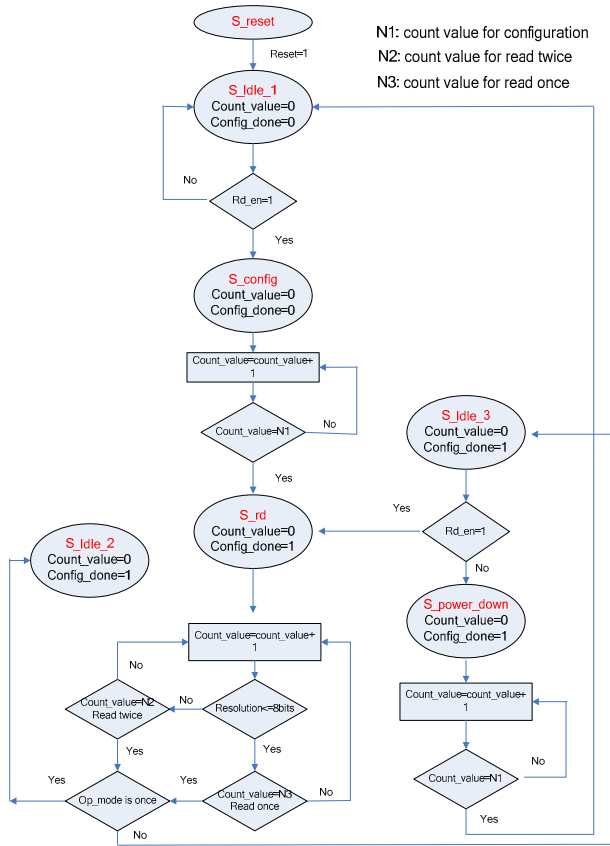 S_reset
N1: count value for configuration
N2: count value for read twice
N3: count value for read once
Reset=1
S_Idle_1
Count_value=0
Config_done=0
No
Rd_en=1
Yes
S_config
Count_value=0
Config_done=0
Count_value=count_value+
1
Count_value=N1
No
Yes
S_Idle_3
Count_value=0
Config_done=1
Yes
Rd_en=1
No
S_rd
Count_value=0
Config_done=1
S_Idle_2
Count_value=0
Config_done=1
S_power_down
Count_value=0
Config_done=1
Count_value=count_value+
1
No
Count_value=N2
Read twice
No
Resolution<=8bits
Yes
Yes
Count_value=count_value+
1
No
Count_value=N1
Yes
Yes
Op_mode is once
Yes
Count_value=N3
Read once
No
No